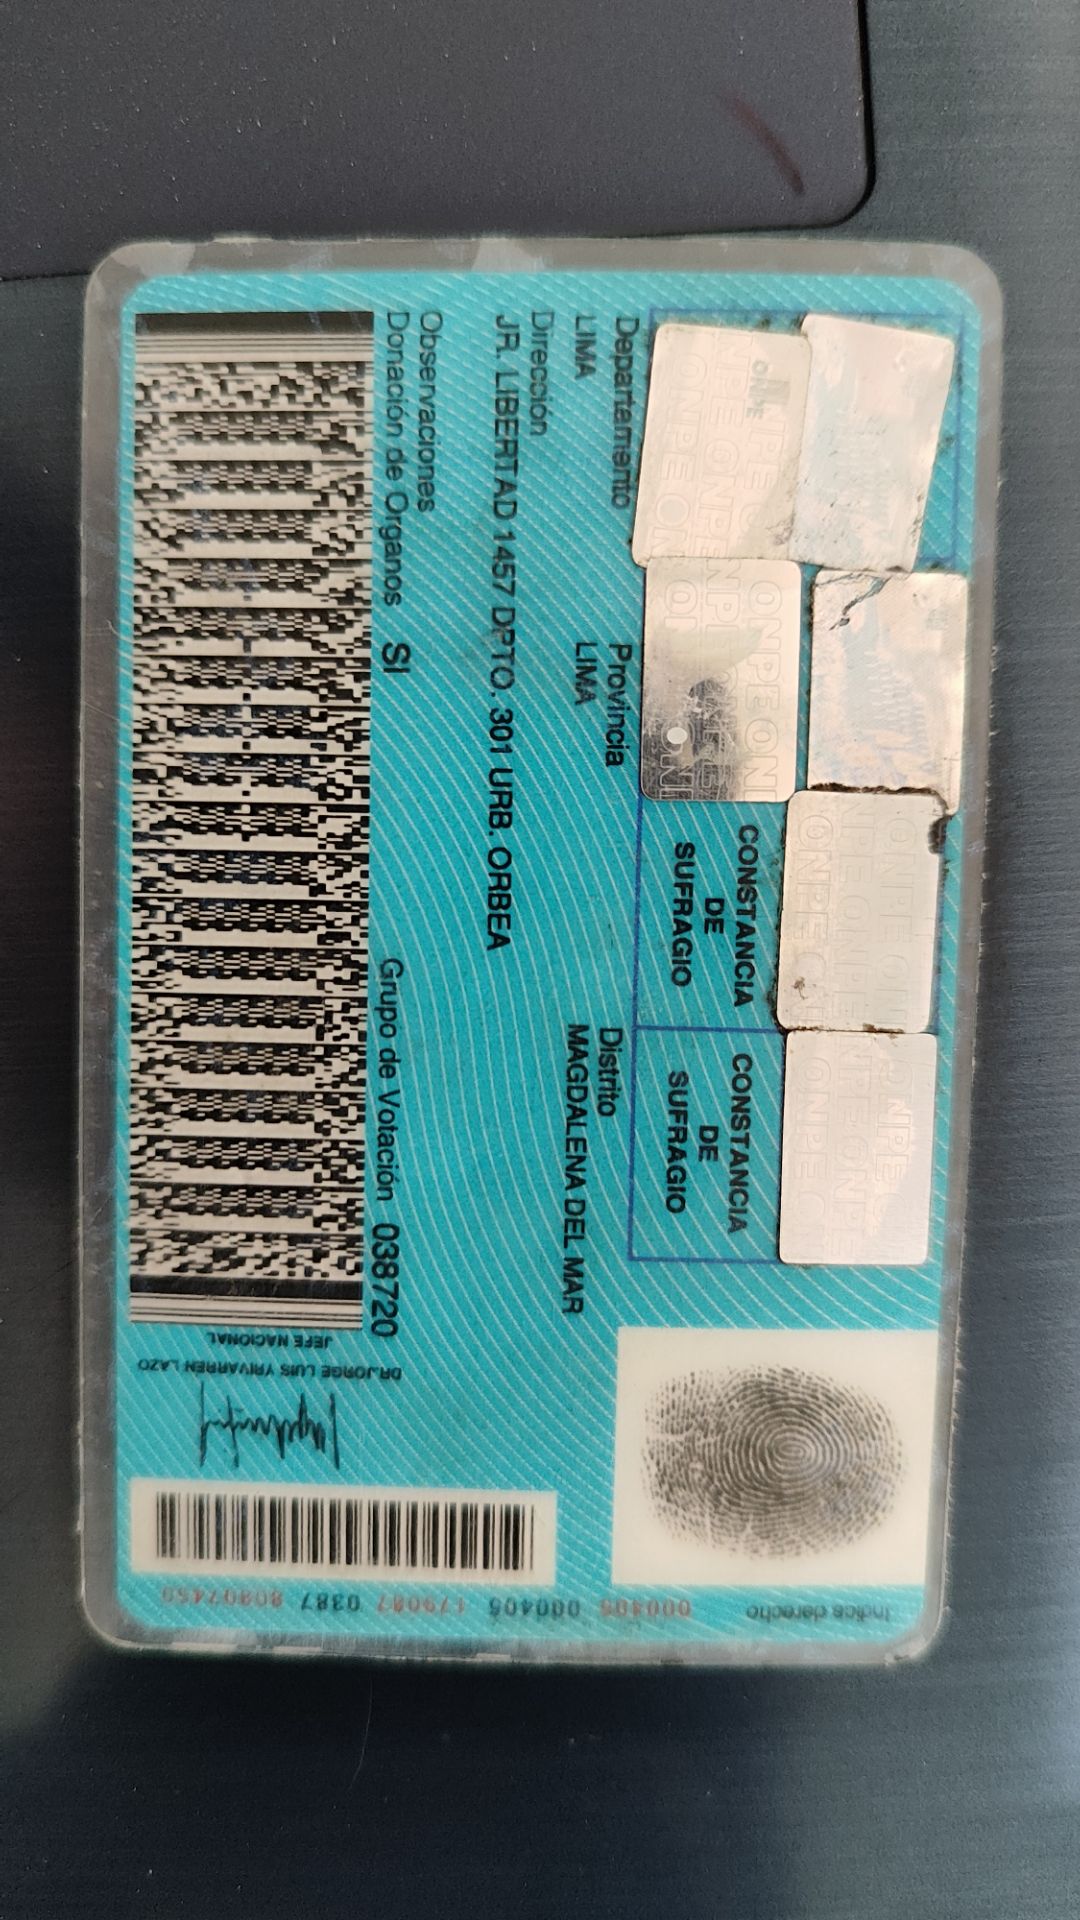 ONPE
CONSTANCIA
DE
SUFRAGIO
CONSTANCIA
DE
SUFRAGIO
Departamento Provincia Distrito
LIMA LIMA MAGDALENA DEL MAR
Dirección
JR. LIBERTAD 1457 DPTO. 301 URB. ORBEA
Observaciones
Donación de Organos SI Grupo de Votación 038720
Indice derecho
DR.JORGE LUIS YRIVARREN LAZO
JEFE NACIONAL